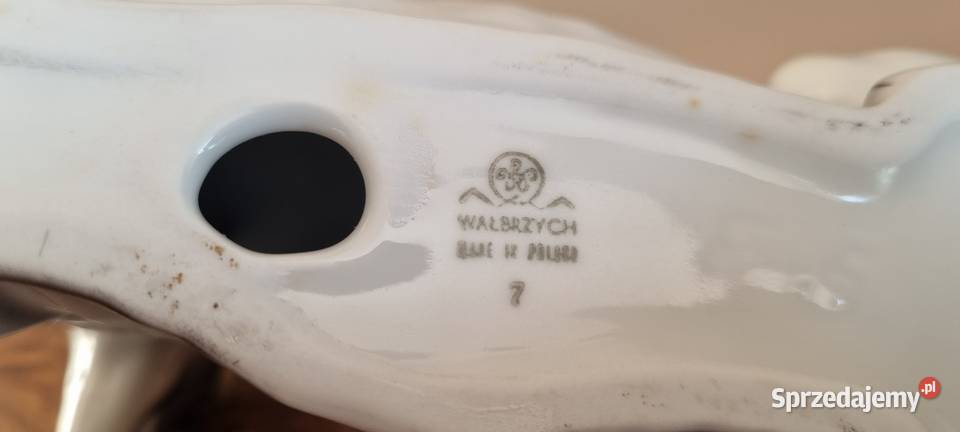 WAŁBRZYCH
MADE IN POLAND
7
Sprzedajemy.pl